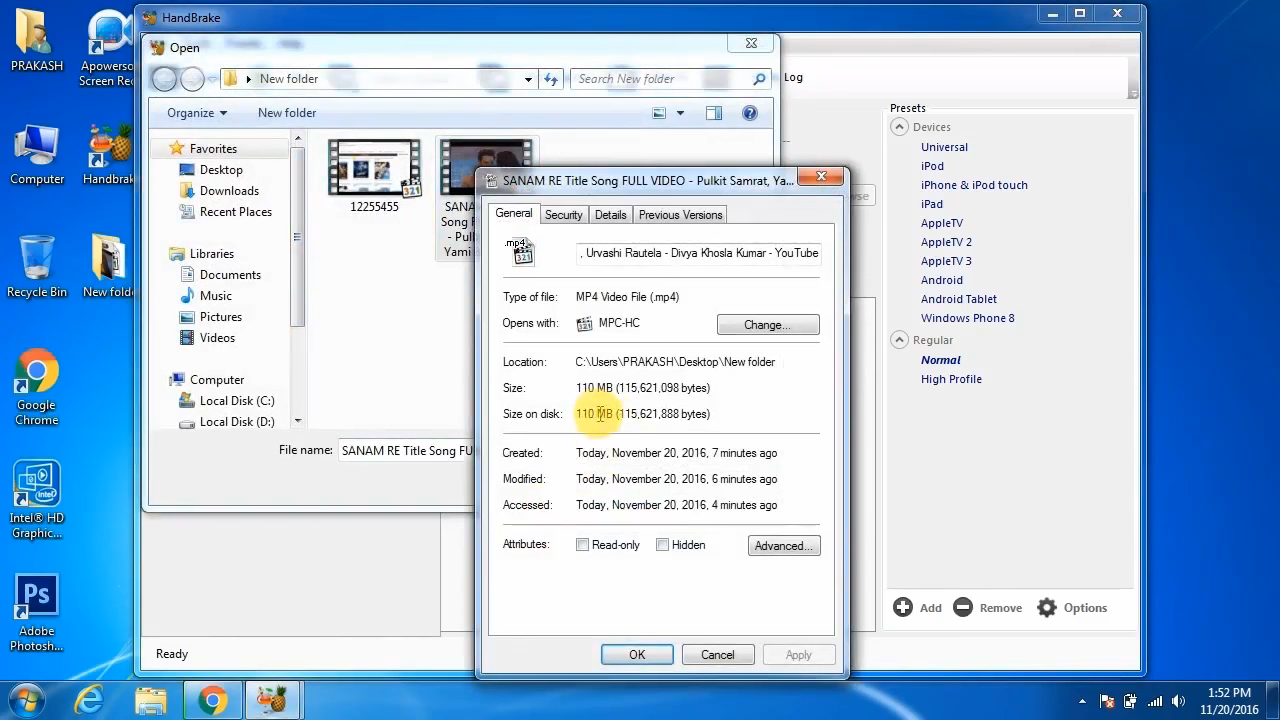 PRAKASH
Apowerso
Screen Rec
Computer
Handbrak
Recycle Bin
New folde
Google
Chrome
Intel® HD
Graphic...
Adobe
Photosh...
HandBrake
Open
New folder
Search New folder
Organize
New folder
Favorites
Desktop
Downloads
Recent Places
Libraries
Documents
Music
Pictures
Videos
Computer
Local Disk (C:)
Local Disk (D:)
12255455
SANA
Song F
- Pul
Yami
File name:
SANAM RE Title Song FU
Ready
SANAM RE Title Song FULL VIDEO - Pulkit Samrat, Ya...
General
Security
Details
Previous Versions
.mp4
, Urvashi Rautela - Divya Khosla Kumar - YouTube
Type of file: MP4 Video File (.mp4)
Opens with: MPC-HC
Change...
Location: C:\Users\PRAKASH\Desktop\New folder
Size: 110 MB (115,621,098 bytes)
Size on disk: 110 MB (115,621,888 bytes)
Created: Today, November 20, 2016, 7 minutes ago
Modified: Today, November 20, 2016, 6 minutes ago
Accessed: Today, November 20, 2016, 4 minutes ago
Attributes: Read-only Hidden
Advanced...
OK
Cancel
Apply
Log
Presets
Devices
Universal
iPod
iPhone & iPod touch
iPad
AppleTV
AppleTV 2
AppleTV 3
Android
Android Tablet
Windows Phone 8
Regular
Normal
High Profile
Add
Remove
Options
1:52 PM
11/20/2016